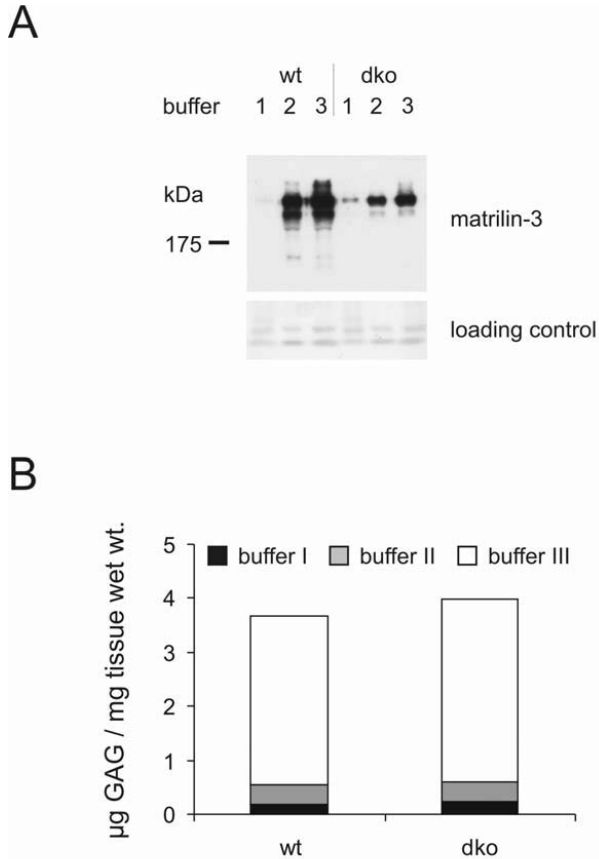 A
wt dko
buffer 1 2 3 1 2 3
kDa
matrilin-3
175
loading control
B
µg GAG / mg tissue wet wt.
5
buffer I buffer II buffer III
4
3
2
1
0
wt dko